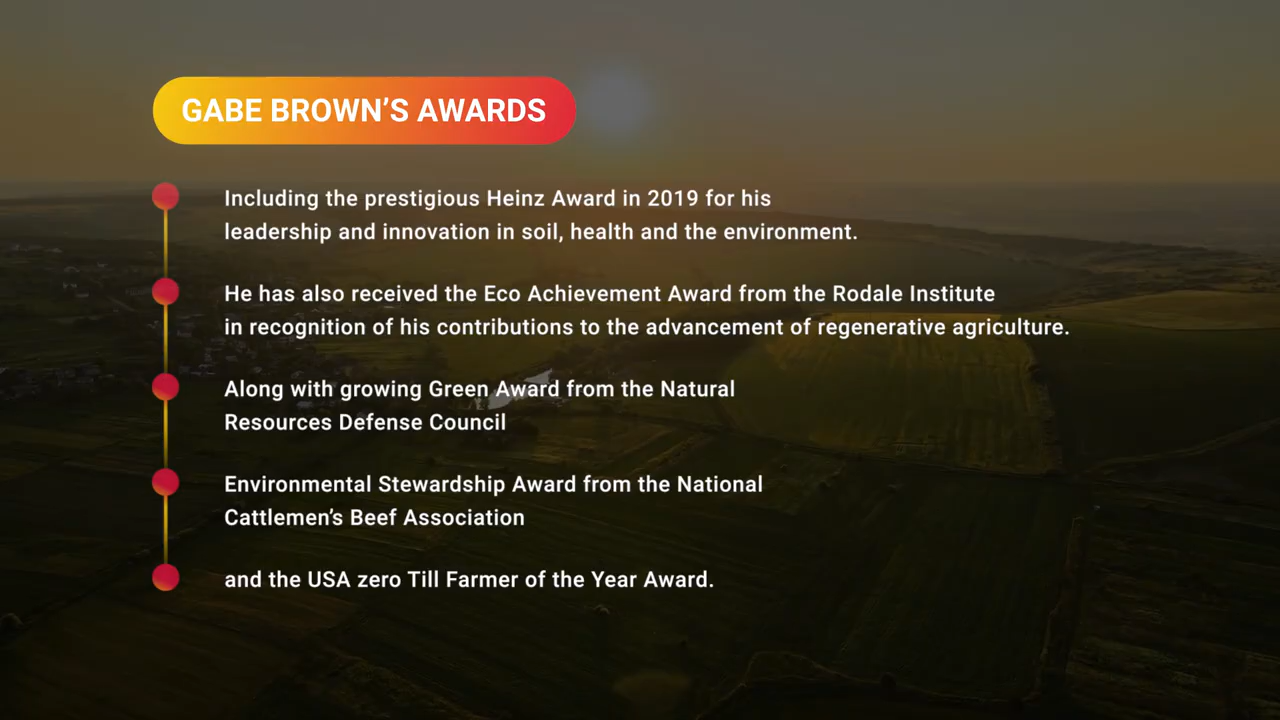 GABE BROWN’S AWARDS
Including the prestigious Heinz Award in 2019 for his
leadership and innovation in soil, health and the environment.
He has also received the Eco Achievement Award from the Rodale Institute
in recognition of his contributions to the advancement of regenerative agriculture.
Along with growing Green Award from the Natural
Resources Defense Council
Environmental Stewardship Award from the National
Cattlemen’s Beef Association
and the USA zero Till Farmer of the Year Award.